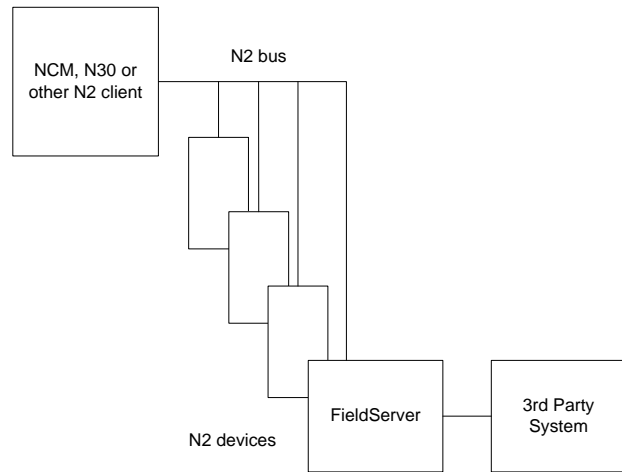 NCM, N30 or
other N2 client
N2 bus
FieldServer
3rd Party
System
N2 devices